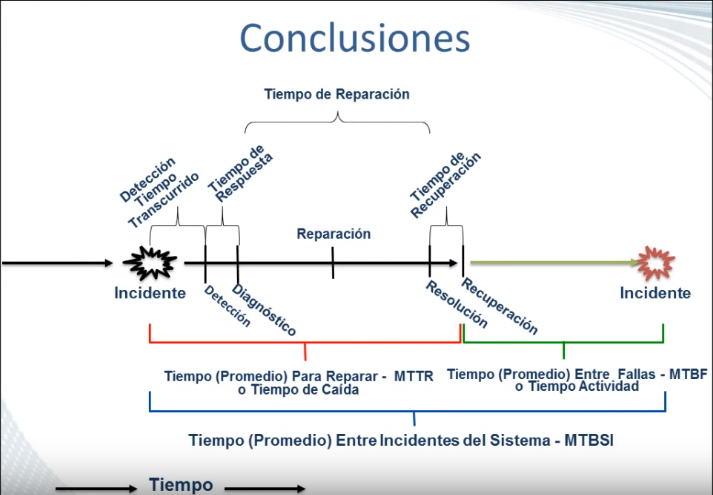 Conclusiones
Tiempo de Reparación
Detección
Tiempo
Transcurrido
Tiempo de
Respuesta
Tiempo de
Recuperación
Reparación
Incidente
Detección
Diagnóstico
Resolución
Recuperación
Incidente
Tiempo (Promedio) Para Reparar - MTTR
o Tiempo de Caída
Tiempo (Promedio) Entre Fallas - MTBF
o Tiempo Actividad
Tiempo (Promedio) Entre Incidentes del Sistema - MTBSI
Tiempo